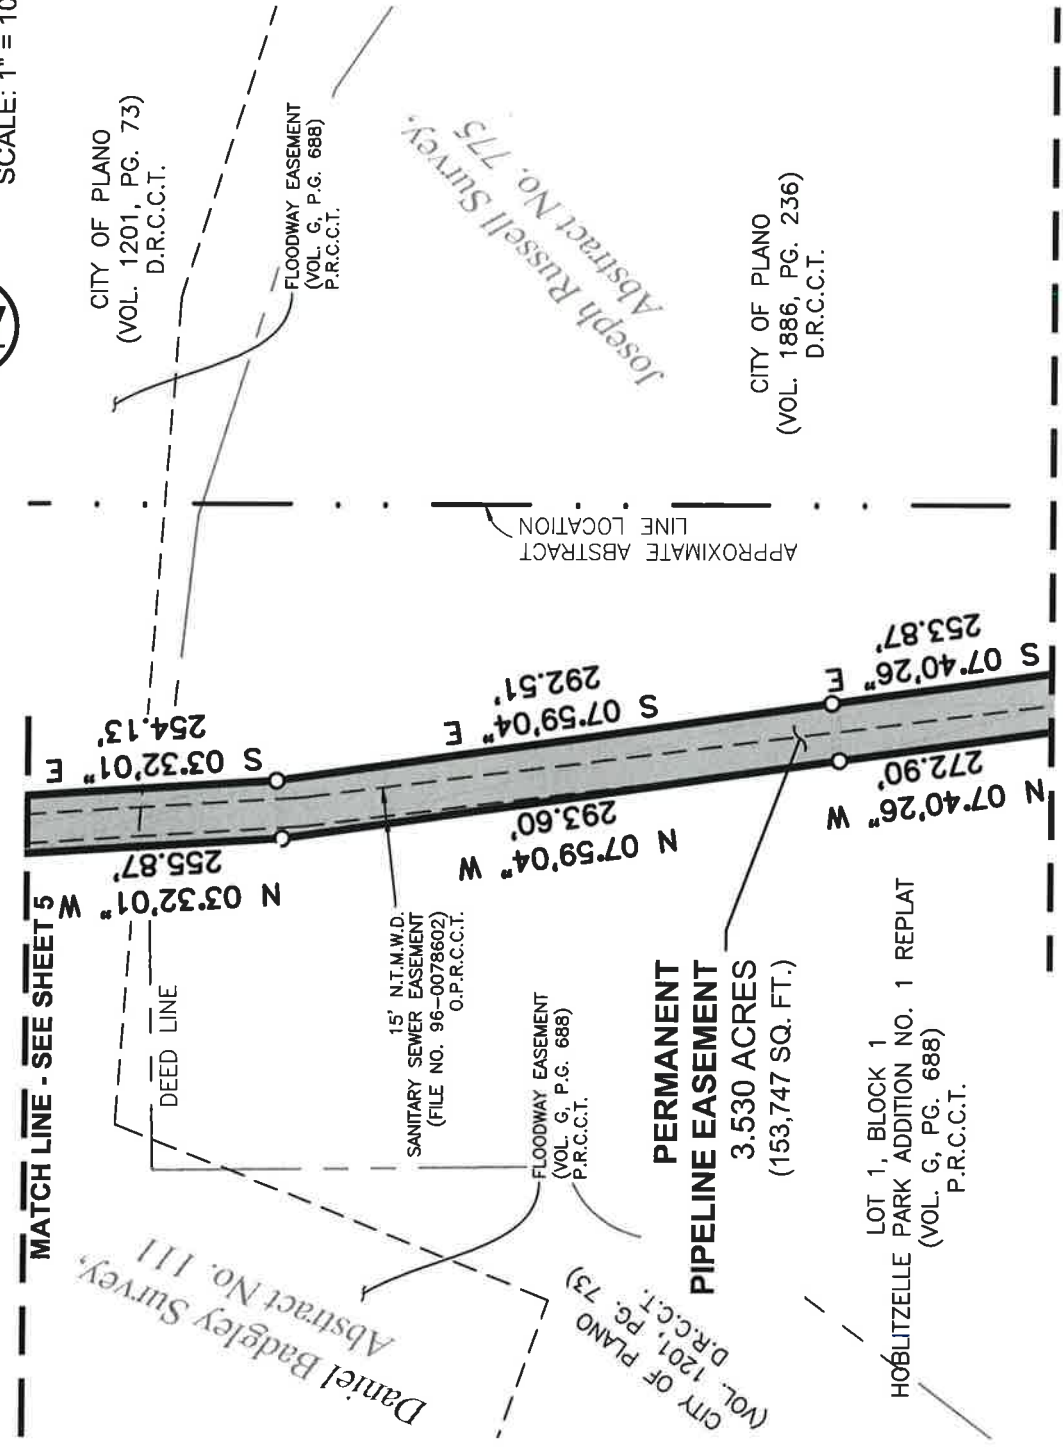 SCALE: 1" = 10
CITY OF PLANO
(VOL. 1201, PG. 73)
D.R.C.C.T.
FLOODWAY EASEMENT
(VOL. G, P.G. 688)
P.R.C.C.T.
Joseph Russell Survey,
Abstract No. 775
CITY OF PLANO
(VOL. 1886, PG. 236)
D.R.C.C.T.
APPROXIMATE ABSTRACT
LINE LOCATION
S 03°32'01" E
254.13'
S 07°59'04" E
292.51'
S 07°40'26" E
253.87'
N 03°32'01" W
255.87'
N 07°59'04" W
293.60'
N 07°40'26" W
272.90'
MATCH LINE - SEE SHEET 5
DEED LINE
15' N.T.M.W.D.
SANITARY SEWER EASEMENT
(FILE NO. 96-0078602)
O.P.R.C.C.T.
FLOODWAY EASEMENT
(VOL. G, P.G. 688)
P.R.C.C.T.
PERMANENT
PIPELINE EASEMENT
3.530 ACRES
(153,747 SQ. FT.)
LOT 1, BLOCK 1
HOBLITZELLE PARK ADDITION NO. 1 REPLAT
(VOL. G, PG. 688)
P.R.C.C.T.
Daniel Badgley Survey,
Abstract No. 111
CITY OF PLANO
(VOL. 1201, PG. 73)
D.R.C.C.T.